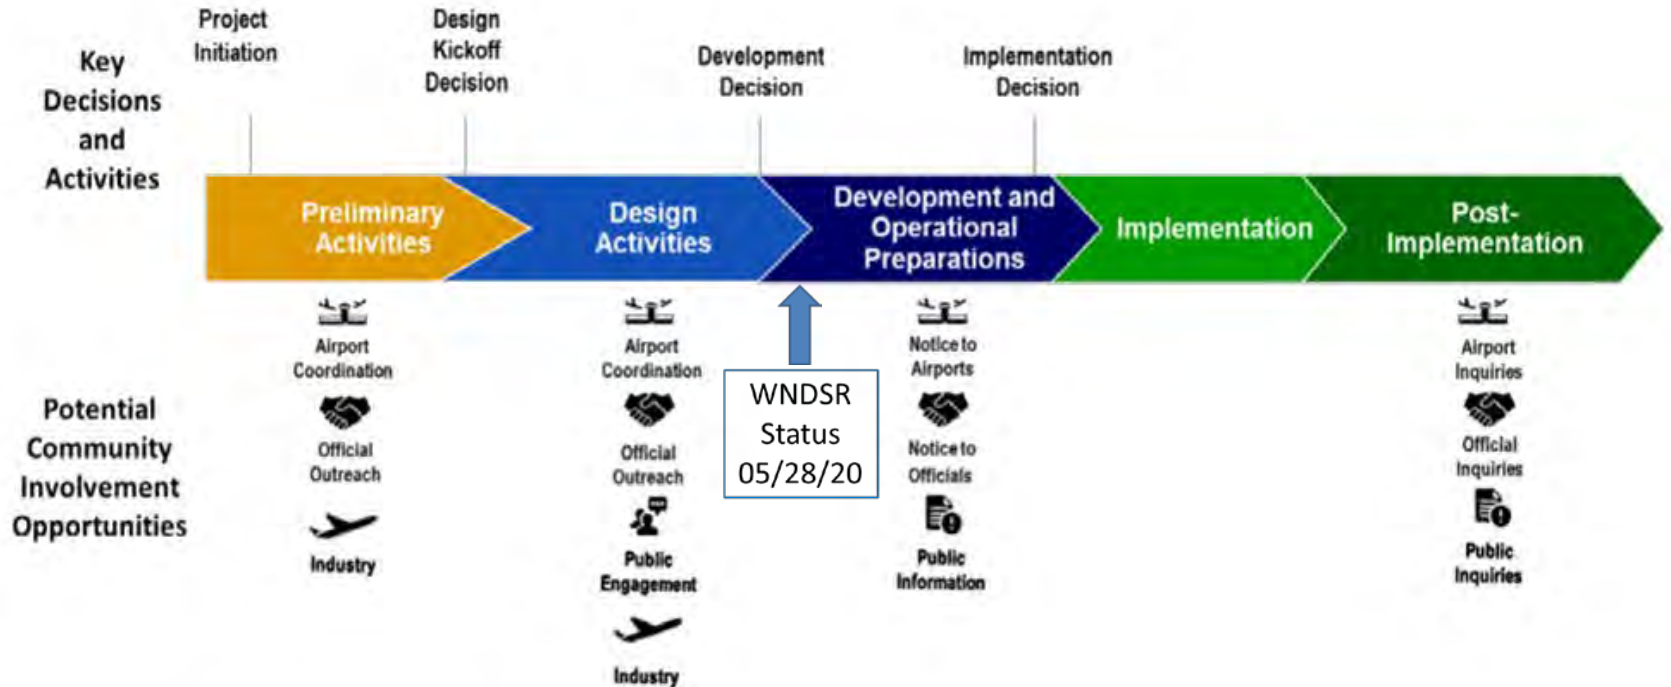 Key
Decisions
and
Activities
Project
Initiation
Design
Kickoff
Decision
Development
Decision
Implementation
Decision
Preliminary
Activities
Design
Activities
Development and
Operational
Preparations
Implementation
Post-
Implementation
Potential
Community
Involvement
Opportunities
Airport
Coordination
Official
Outreach
Industry
Airport
Coordination
Official
Outreach
Public
Engagement
Industry
WNDSR
Status
05/28/20
Notice to
Airports
Notice to
Officials
Public
Information
Airport
Inquiries
Official
Inquiries
Public
Inquiries